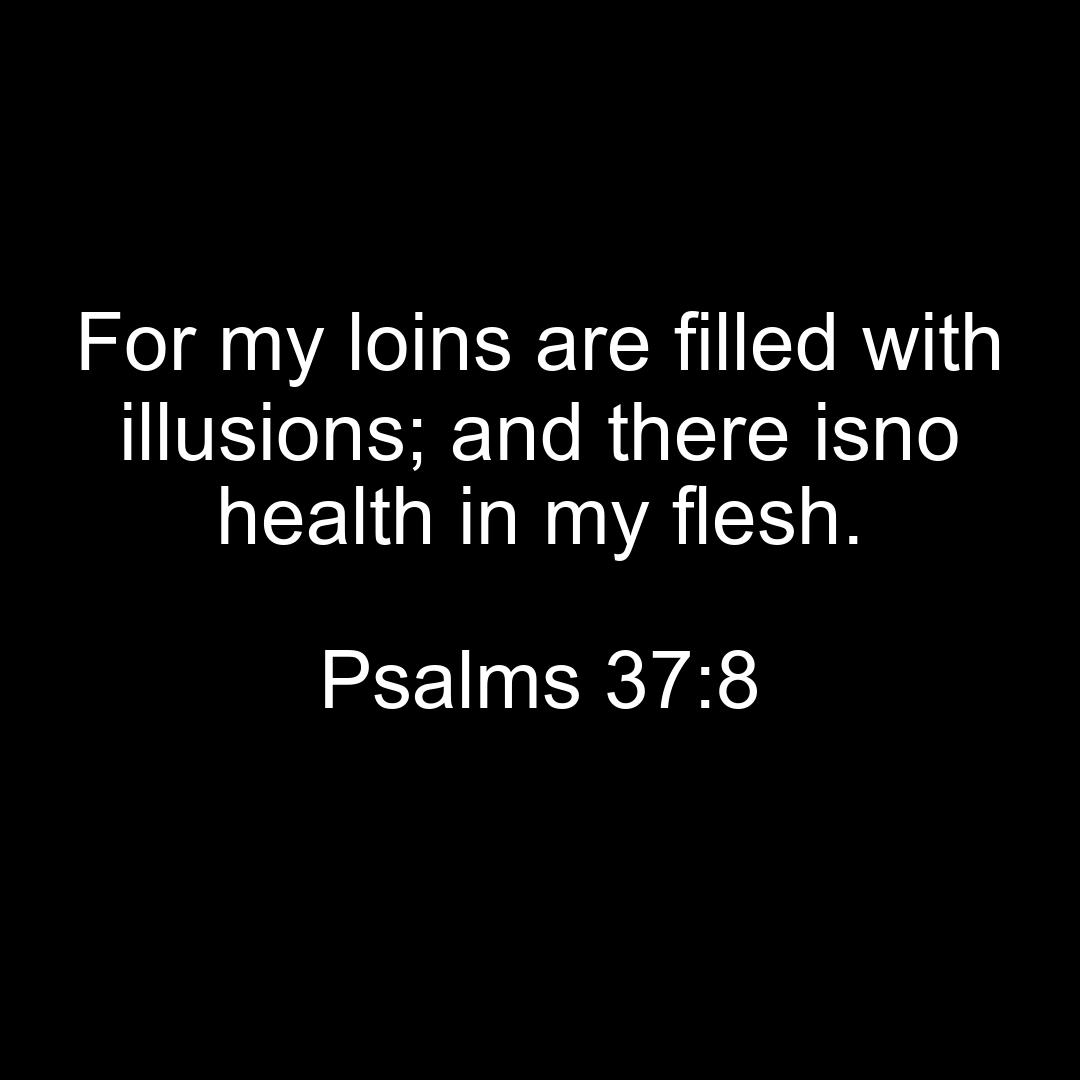 For my loins are filled with
illusions; and there isno
health in my flesh.
Psalms 37:8